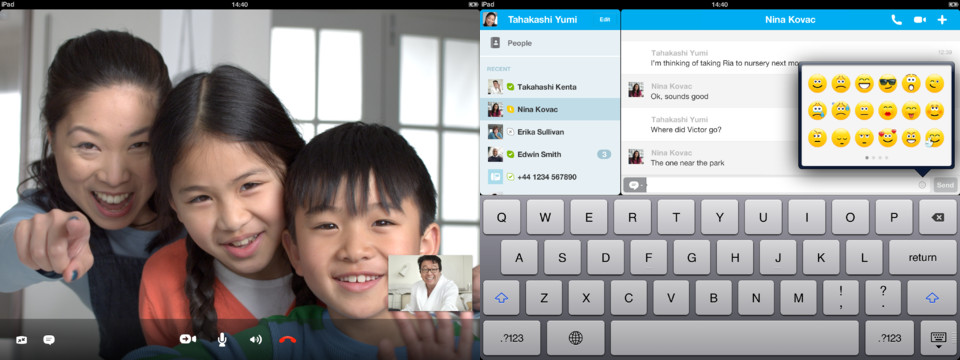 iPad
14:40
iPad
14:40
Tahakashi Yumi
Edit
People
RECENT
Takahashi Kenta
Nina Kovac
Erika Sullivan
Edwin Smith
3
+44 1234 567890
Nina Kovac
Tahakashi Yumi
I'm thinking of taking Ria to nursery next mo
Nina Kovac
Ok, sounds good
Tahakashi Yumi
Where did Victor go?
Nina Kovac
The one near the park
Send
Q W E R T Y U I O P
A S D F G H J K L return
Z X C V B N M ! , ? .
.?123 .?123